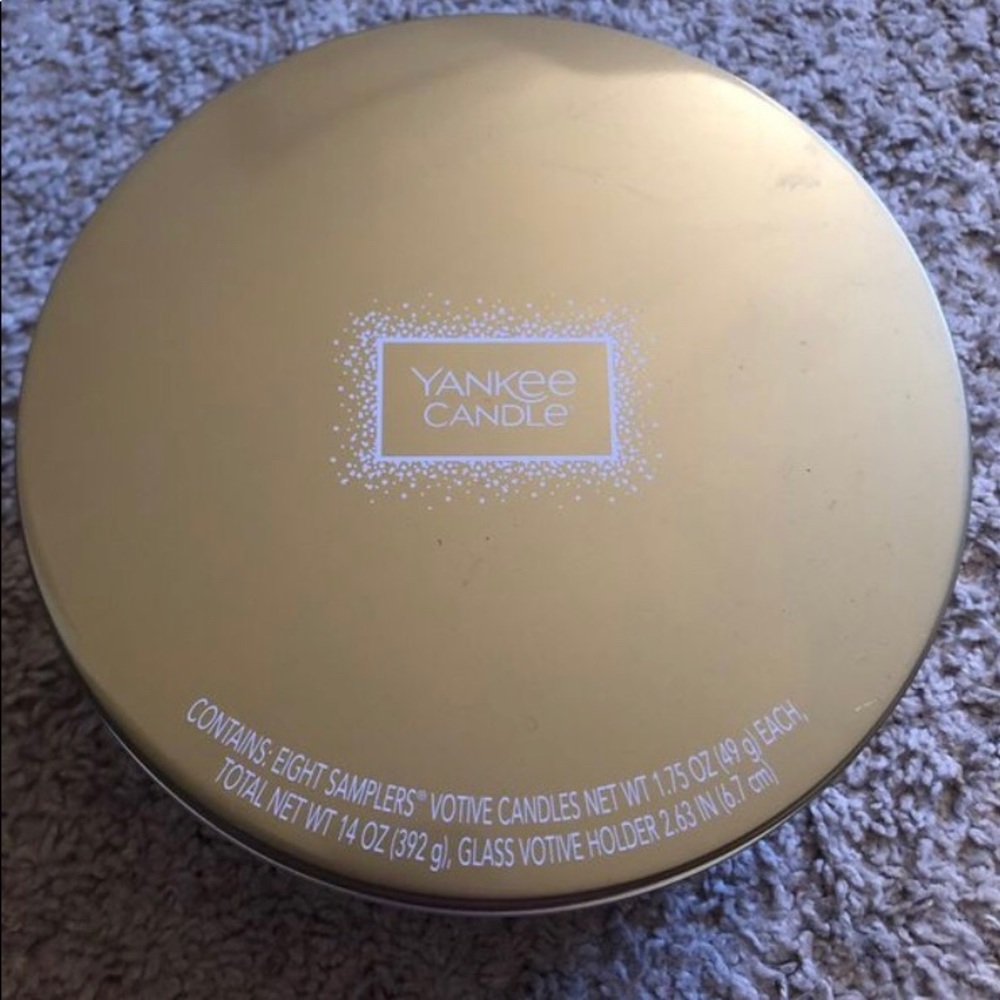 YANKEE
CANDLE®
CONTAINS: EIGHT SAMPLERS® VOTIVE CANDLES NET WT 1.75 OZ (49 g) EACH,
TOTAL NET WT 14 OZ (392 g), GLASS VOTIVE HOLDER 2.63 IN (6.7 cm)